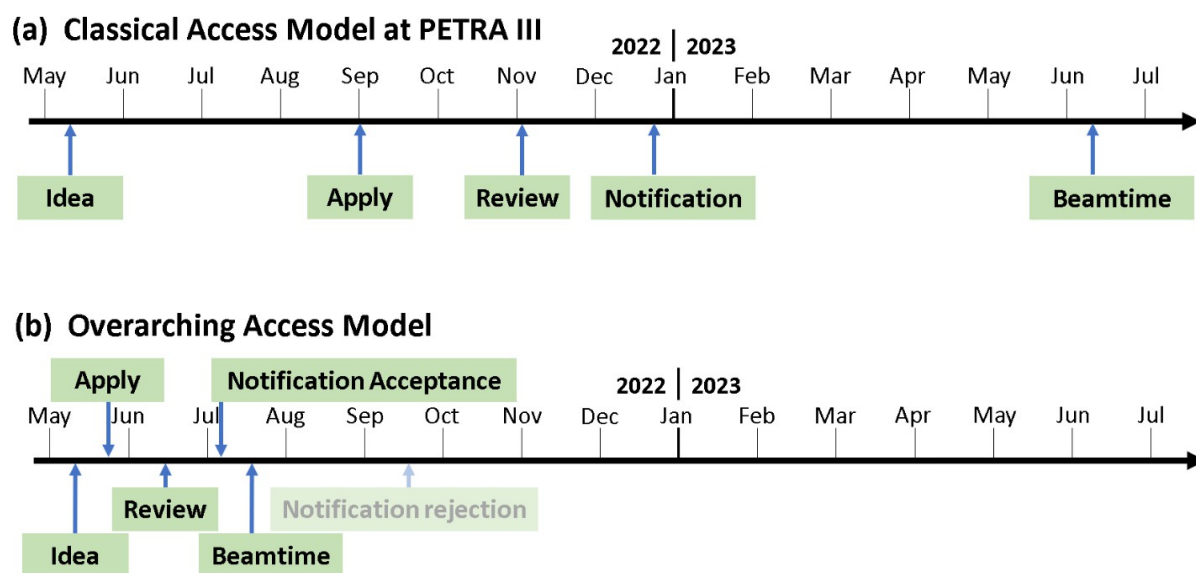 (a) Classical Access Model at PETRA III
2022 2023
May Jun Jul Aug Sep Oct Nov Dec Jan Feb Mar Apr May Jun Jul
Idea Apply Review Notification Beamtime
(b) Overarching Access Model
Apply Notification Acceptance 2022 2023
May Jun Jul Aug Sep Oct Nov Dec Jan Feb Mar Apr May Jun Jul
Review Notification rejection
Idea Beamtime